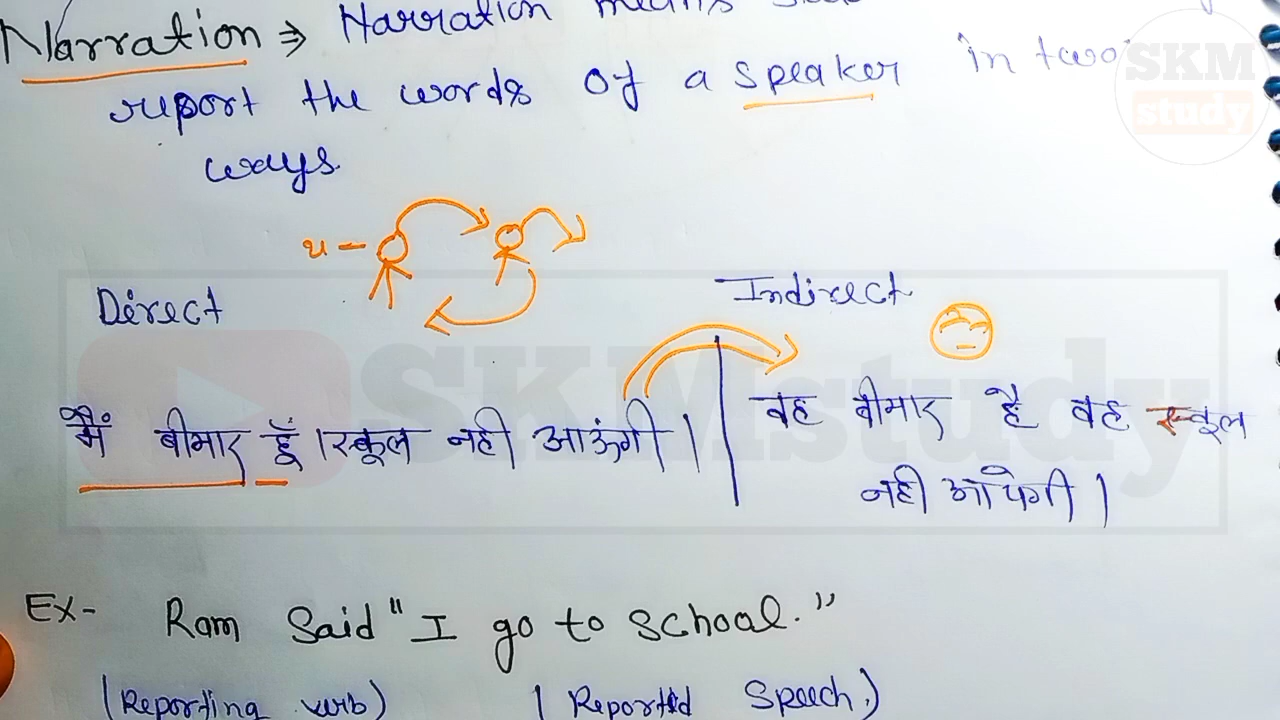 Narration ⇒ Narration means
report the words of a speaker in two
ways.
SKM
study
Direct
Indirect
मैं बीमार हूँ । स्कूल नही आऊंगी ।
वह बीमार है वह स्कूल
नही आयेगी ।
SKMstudy
Ex- Ram Said "I go to school."
(Reporting verb) ( Reported Speech)